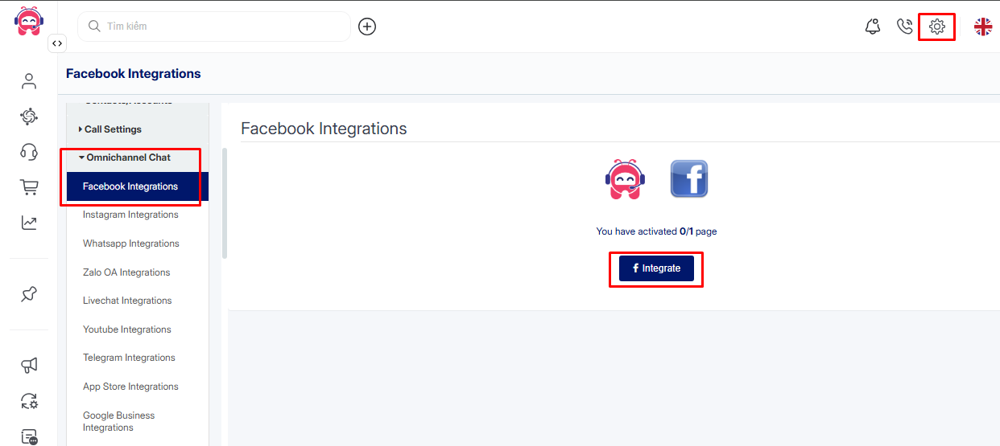 Tìm kiếm
Facebook Integrations
Contacts/Accounts
Call Settings
Omnichannel Chat
Facebook Integrations
Instagram Integrations
Whatsapp Integrations
Zalo OA Integrations
Livechat Integrations
Youtube Integrations
Telegram Integrations
App Store Integrations
Google Business
Integrations
Facebook Integrations
You have activated 0/1 page
Integrate